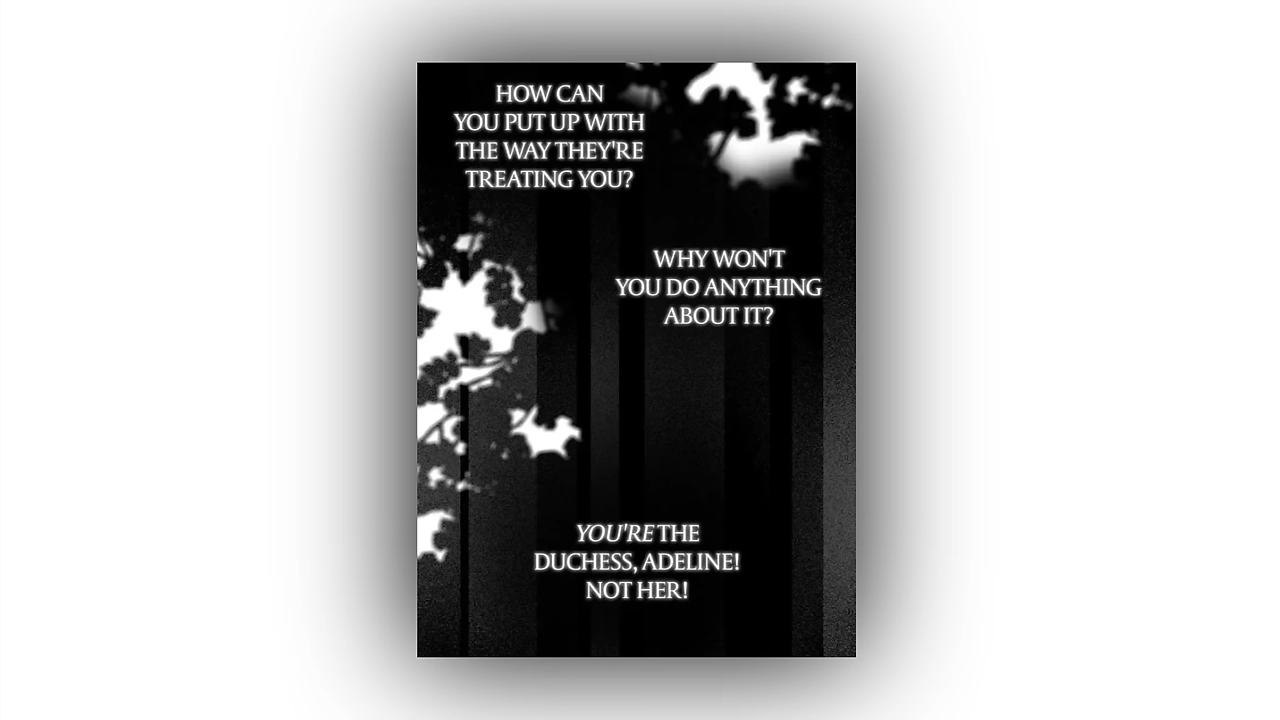 HOW CAN
YOU PUT UP WITH
THE WAY THEY'RE
TREATING YOU?
WHY WON'T
YOU DO ANYTHING
ABOUT IT?
YOU'RE THE
DUCHESS, ADELINE!
NOT HER!